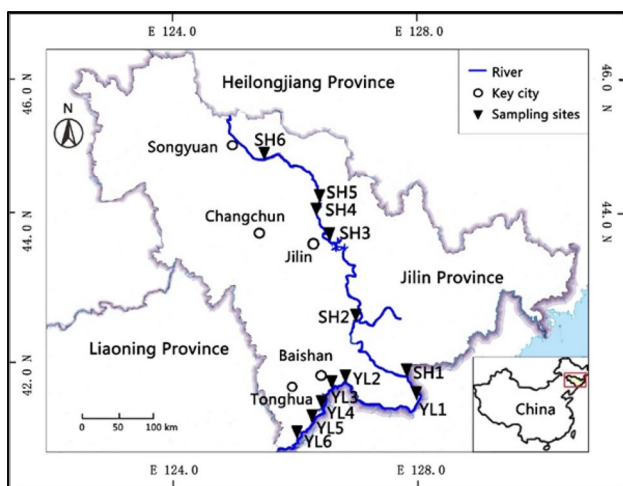 E 124.0
E 128.0
46.0 N
46.0 N
Heilongjiang Province
River
Key city
Sampling sites
N
Songyuan
SH6
SH5
SH4
44.0 N
44.0 N
Changchun
SH3
Jilin
Jilin Province
SH2
Liaoning Province
42.0 N
42.0 N
Baishan
SH1
YL2
Tonghua
YL3
YL1
YL4
YL5
YL6
China
0 50 100 km
E 124.0
E 128.0